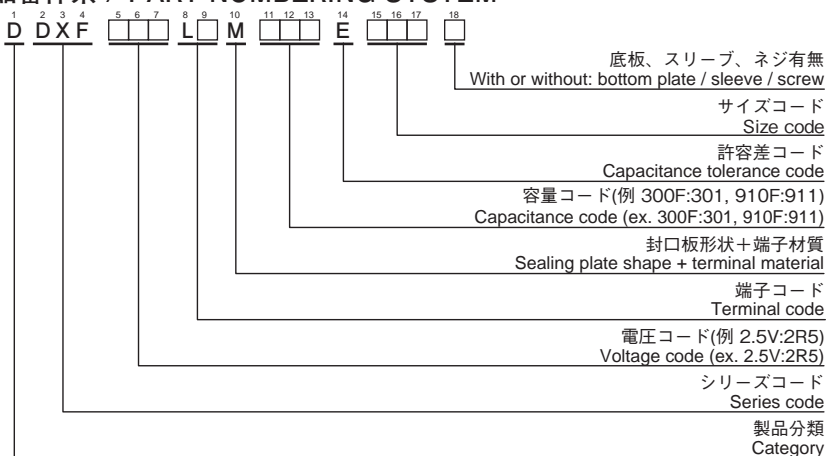 PART NUMBERING SYSTEM
1 2 3 4 5 6 7 8 9 10 11 12 13 14 15 16 17 18
D DXF □□□ L□ M □□□ E □□□ □
底板、スリーブ、ネジ有無
With or without: bottom plate / sleeve / screw
サイズコード
Size code
許容差コード
Capacitance tolerance code
容量コード(例 300F:301, 910F:911)
Capacitance code (ex. 300F:301, 910F:911)
封口板形状＋端子材質
Sealing plate shape + terminal material
端子コード
Terminal code
電圧コード(例 2.5V:2R5)
Voltage code (ex. 2.5V:2R5)
シリーズコード
Series code
製品分類
Category